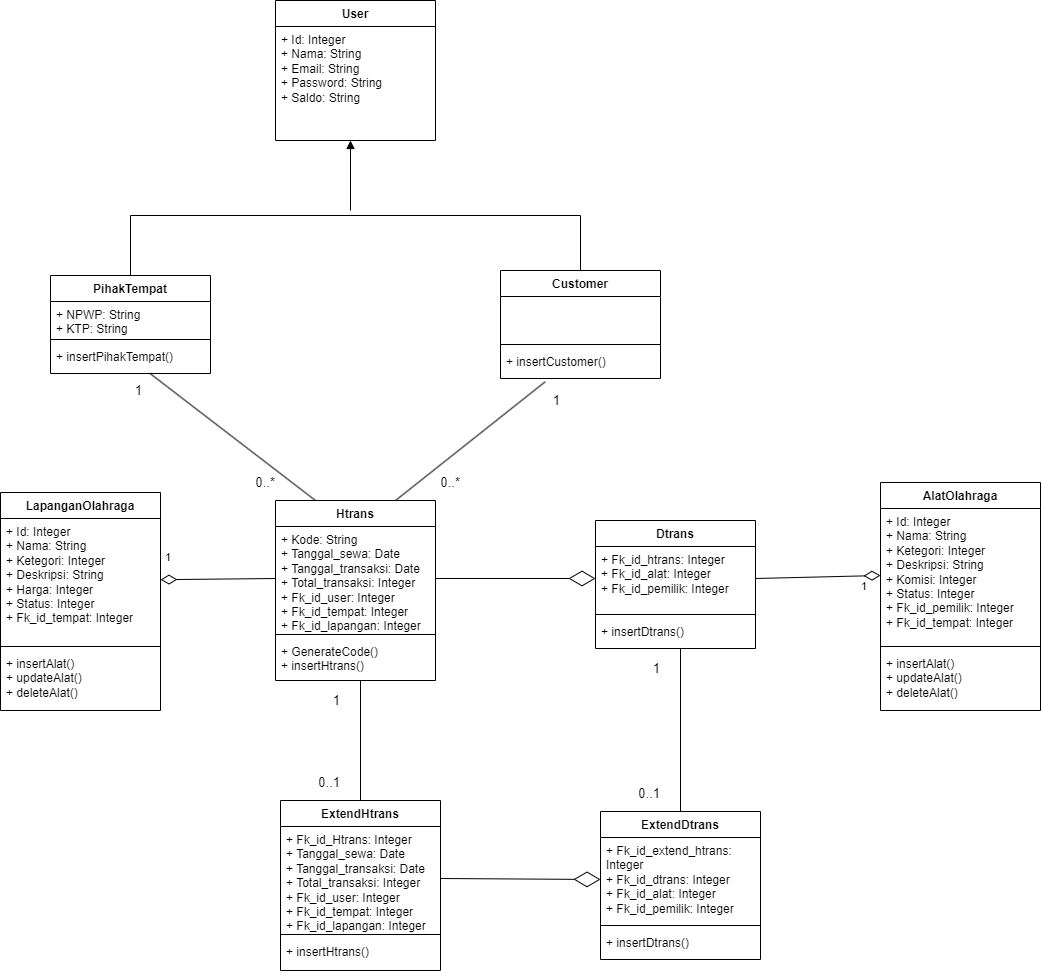 User
+ Id: Integer
+ Nama: String
+ Email: String
+ Password: String
+ Saldo: String
PihakTempat
+ NPWP: String
+ KTP: String
+ insertPihakTempat()
Customer
+ insertCustomer()
1
1
0..*
0..*
LapanganOlahraga
+ Id: Integer
+ Nama: String
+ Ketegori: Integer
+ Deskripsi: String
+ Harga: Integer
+ Status: Integer
+ Fk_id_tempat: Integer
+ insertAlat()
+ updateAlat()
+ deleteAlat()
1
Htrans
+ Kode: String
+ Tanggal_sewa: Date
+ Tanggal_transaksi: Date
+ Total_transaksi: Integer
+ Fk_id_user: Integer
+ Fk_id_tempat: Integer
+ Fk_id_lapangan: Integer
+ GenerateCode()
+ insertHtrans()
Dtrans
+ Fk_id_htrans: Integer
+ Fk_id_alat: Integer
+ Fk_id_pemilik: Integer
+ insertDtrans()
1
AlatOlahraga
+ Id: Integer
+ Nama: String
+ Ketegori: Integer
+ Deskripsi: String
+ Komisi: Integer
+ Status: Integer
+ Fk_id_pemilik: Integer
+ Fk_id_tempat: Integer
+ insertAlat()
+ updateAlat()
+ deleteAlat()
1
1
0..1
0..1
ExtendHtrans
+ Fk_id_Htrans: Integer
+ Tanggal_sewa: Date
+ Tanggal_transaksi: Date
+ Total_transaksi: Integer
+ Fk_id_user: Integer
+ Fk_id_tempat: Integer
+ Fk_id_lapangan: Integer
+ insertHtrans()
ExtendDtrans
+ Fk_id_extend_htrans:
Integer
+ Fk_id_dtrans: Integer
+ Fk_id_alat: Integer
+ Fk_id_pemilik: Integer
+ insertDtrans()